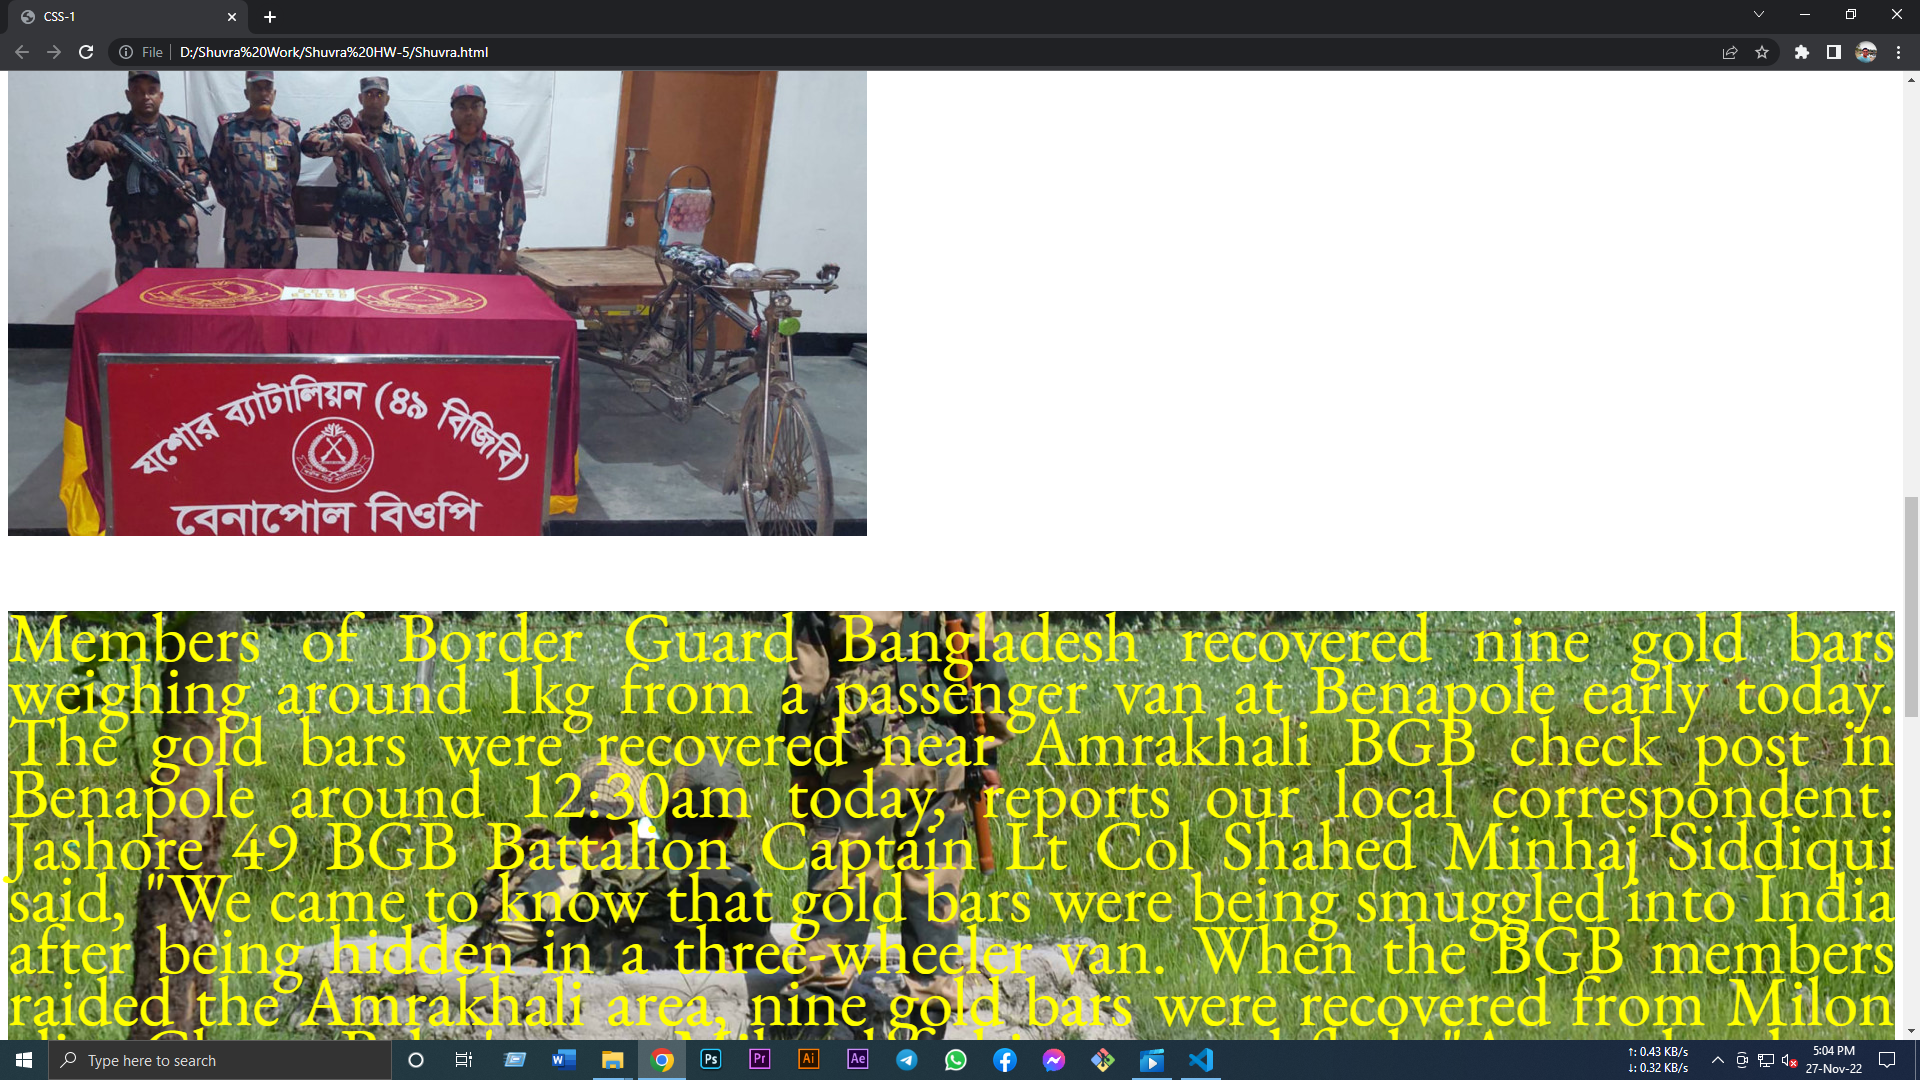 CSS-1
File
D:/Shuvra%20Work/Shuvra%20HW-5/Shuvra.html
যশোর ব্যাটালিয়ন (৪৯ বিজিবি)
বেনাপোল বিওপি
Members of Border Guard Bangladesh recovered nine gold bars
weighing around 1kg from a passenger van at Benapole early today.
The gold bars were recovered near Amrakhali BGB check post in
Benapole around 12:30am today, reports our local correspondent.
Jashore 49 BGB Battalion Captain Lt Col Shahed Minhaj Siddiqui
said, "We came to know that gold bars were being smuggled into India
after being hidden in a three-wheeler van. When the BGB members
raided the Amrakhali area, nine gold bars were recovered from Milon
Type here to search
W
Ps
Pr
Ai
Ae
↑: 0.43 KB/s
↓: 0.32 KB/s
5:04 PM
27-Nov-22